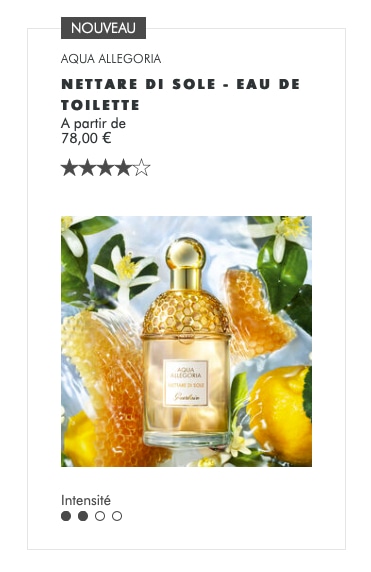 NOUVEAU
AQUA ALLEGORIA
NETTARE DI SOLE - EAU DE
TOILETTE
A partir de
78,00 €
AQUA
ALLEGORIA
NETTARE DI SOLE
Guerlain
Intensité